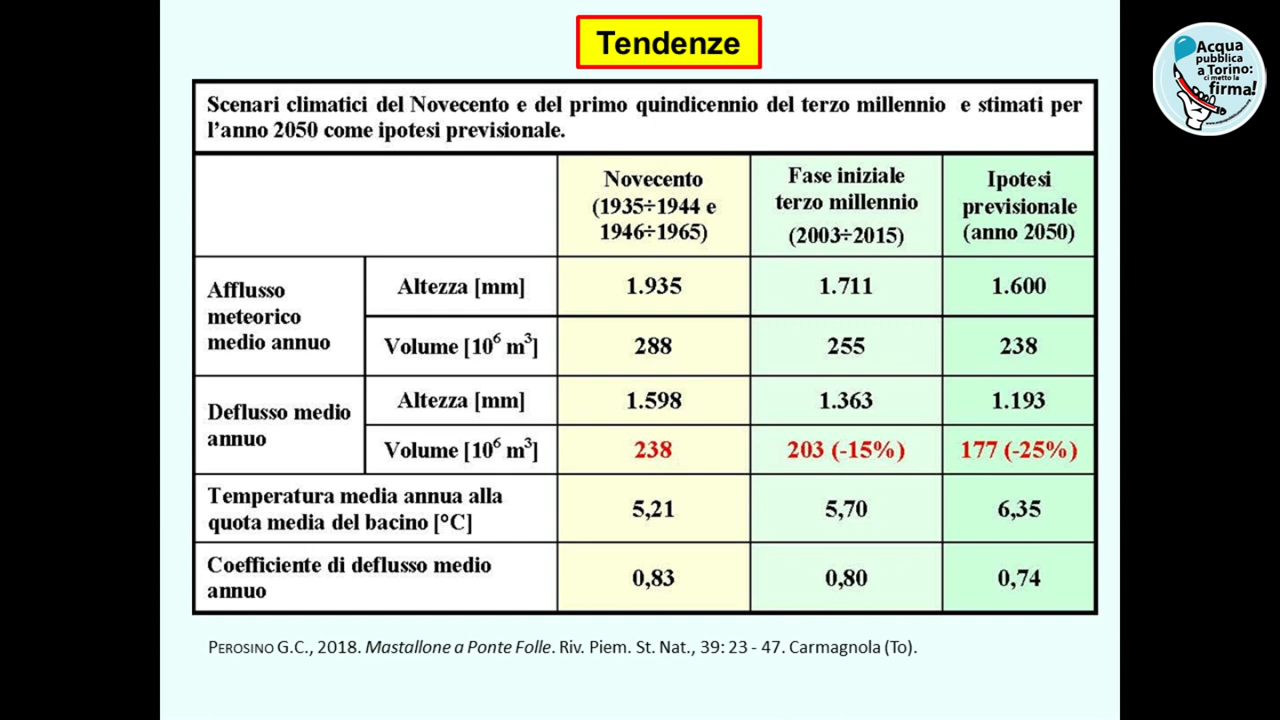 Tendenze
Acqua
pubblica
a Torino:
ci metto la
firma!
Scenari climatici del Novecento e del primo quindicennio del terzo millennio e stimati per
l'anno 2050 come ipotesi previsionale.
Novecento
(1935÷1944 e
1946÷1965)
Fase iniziale
terzo millennio
(2003÷2015)
Ipotesi
previsionale
(anno 2050)
Afflusso
meteorico
medio annuo
Altezza [mm]
1.935
1.711
1.600
Volume [10⁶ m³]
288
255
238
Deflusso medio
annuo
Altezza [mm]
1.598
1.363
1.193
Volume [10⁶ m³]
238
203 (-15%)
177 (-25%)
Temperatura media annua alla
quota media del bacino [°C]
5,21
5,70
6,35
Coefficiente di deflusso medio
annuo
0,83
0,80
0,74
PEROSINO G.C., 2018. Mastallone a Ponte Folle. Riv. Piem. St. Nat., 39: 23 - 47. Carmagnola (To).